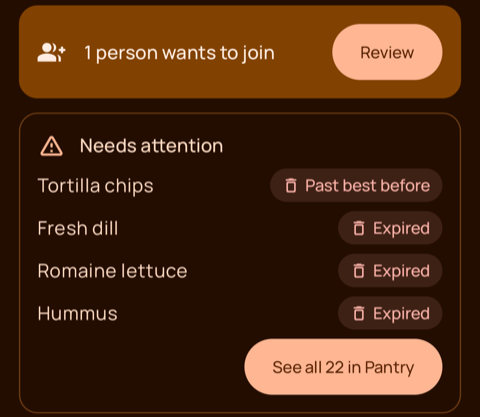 1 person wants to join Review
Needs attention
Tortilla chips Past best before
Fresh dill Expired
Romaine lettuce Expired
Hummus Expired
See all 22 in Pantry